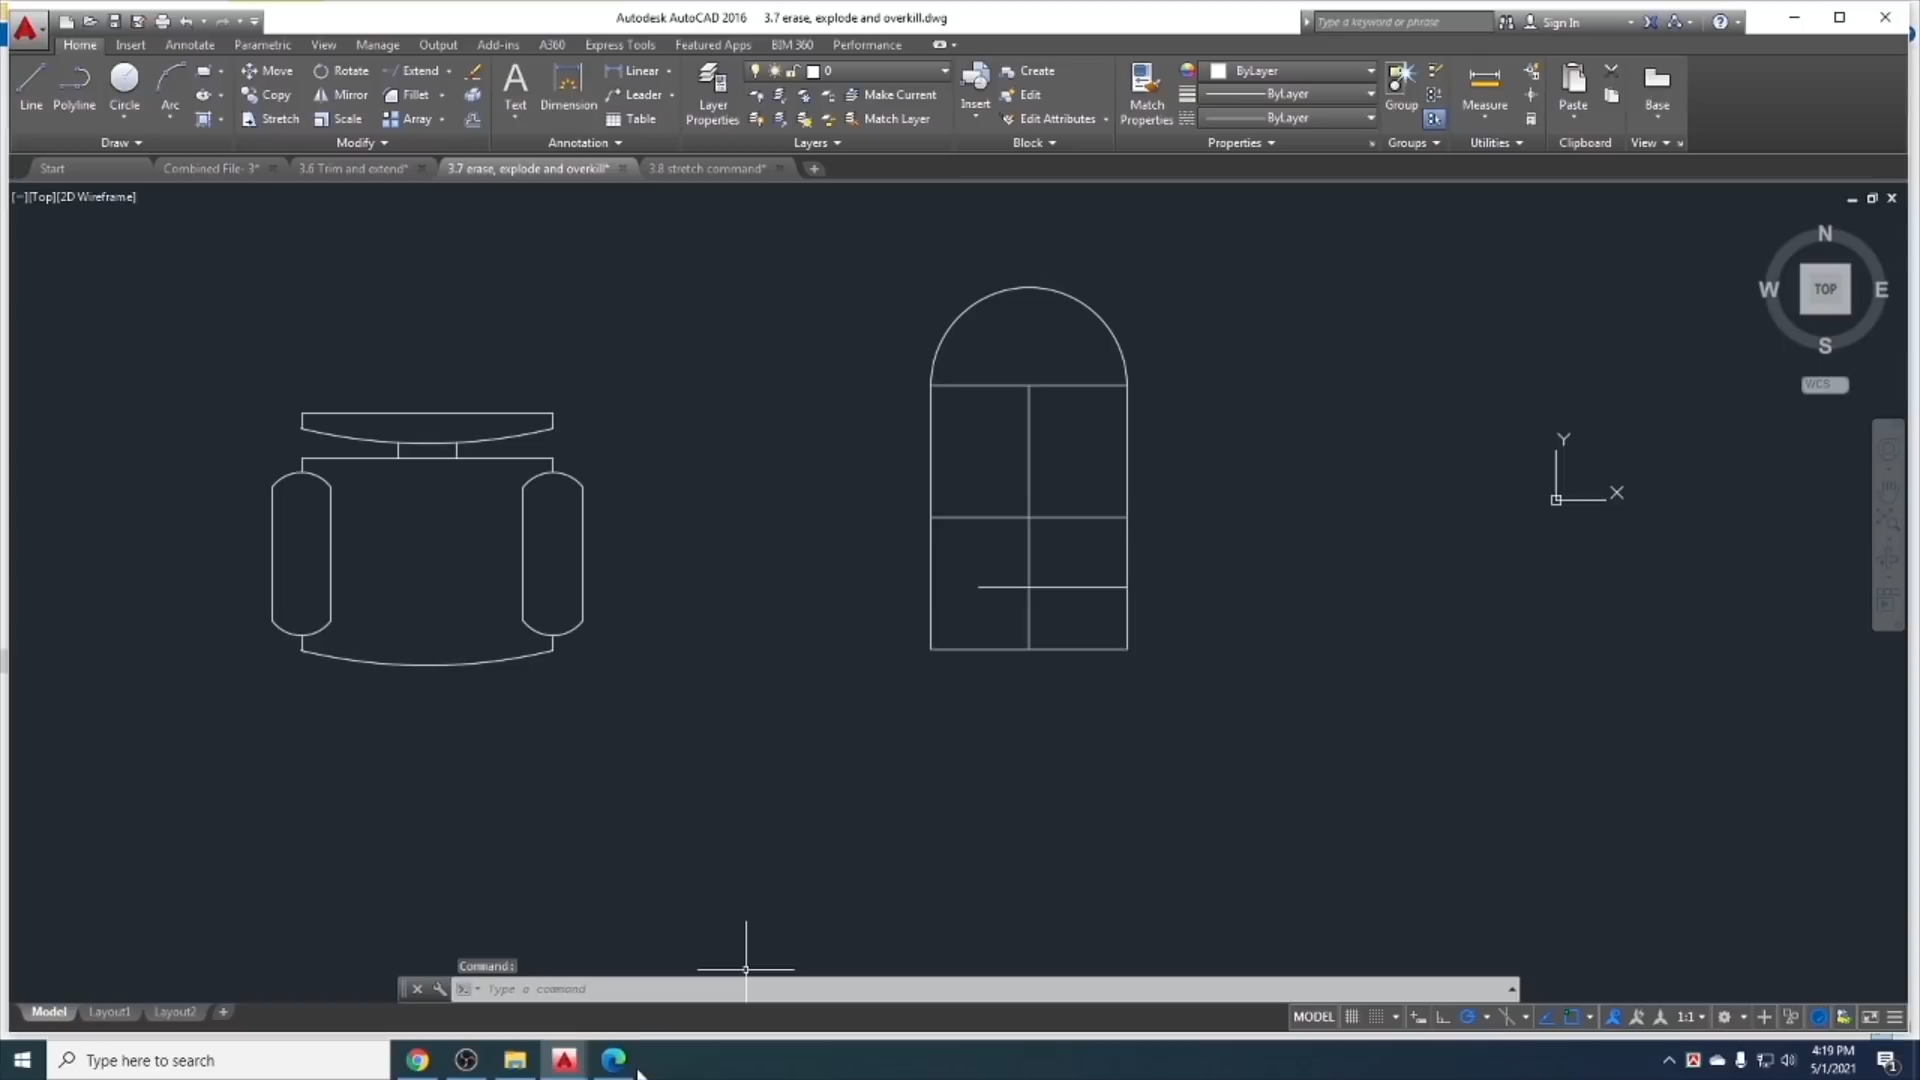 Autodesk AutoCAD 2016 3.7 erase, explode and overkill.dwg
Type a keyword or phrase
Sign In
Home Insert Annotate Parametric View Manage Output Add-ins A360 Express Tools Featured Apps BIM 360 Performance
Move Rotate Extend Linear 0 Create ByLayer
Copy Mirror Fillet Leader Make Current Edit ByLayer
Line Polyline Circle Arc Text Dimension Layer Properties Insert Match Properties Group Measure Paste Base
Stretch Scale Array Table Match Layer Edit Attributes ByLayer
Draw Modify Annotation Layers Block Properties Groups Utilities Clipboard View
Start Combined File- 3* 3.6 Trim and extend* 3.7 erase, explode and overkill* 3.8 stretch command*
[−][Top][2D Wireframe]
N
W TOP E
S
WCS
Y
X
Command:
Type a command
Model Layout1 Layout2
MODEL 1:1
Type here to search
4:19 PM
5/1/2021
1